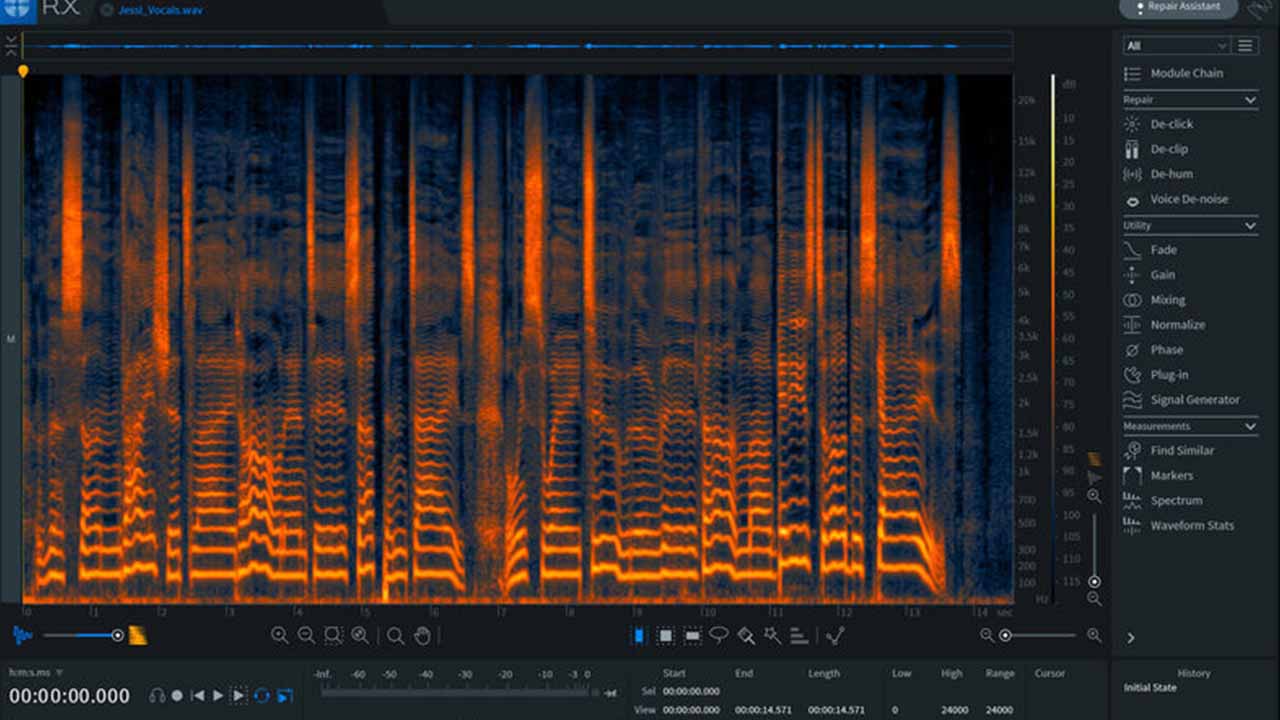 RX
Jessi_Vocals.wav
Repair Assistant
All
Module Chain
Repair
De-click
De-clip
De-hum
Voice De-noise
Utility
Fade
Gain
Mixing
Normalize
Phase
Plug-in
Signal Generator
Measurements
Find Similar
Markers
Spectrum
Waveform Stats
dB
10
15
20
25
30
35
40
45
50
55
60
65
70
75
80
85
90
95
100
105
110
115
20k
15k
12k
10k
8k
7k
6k
5k
4k
3.5k
3k
2.5k
2k
1.5k
1.2k
1k
700
500
300
200
100
Hz
M
0 1 2 3 4 5 6 7 8 9 10 11 12 13 14 sec
h:m:s.ms
00:00:00.000
-Inf. -60 -50 -40 -30 -20 -10 -3 0
Start End Length Low High Range Cursor
Sel 00:00:00.000
View 00:00:00.000 00:00:14.571 00:00:14.571 0 24000 24000
History
Initial State